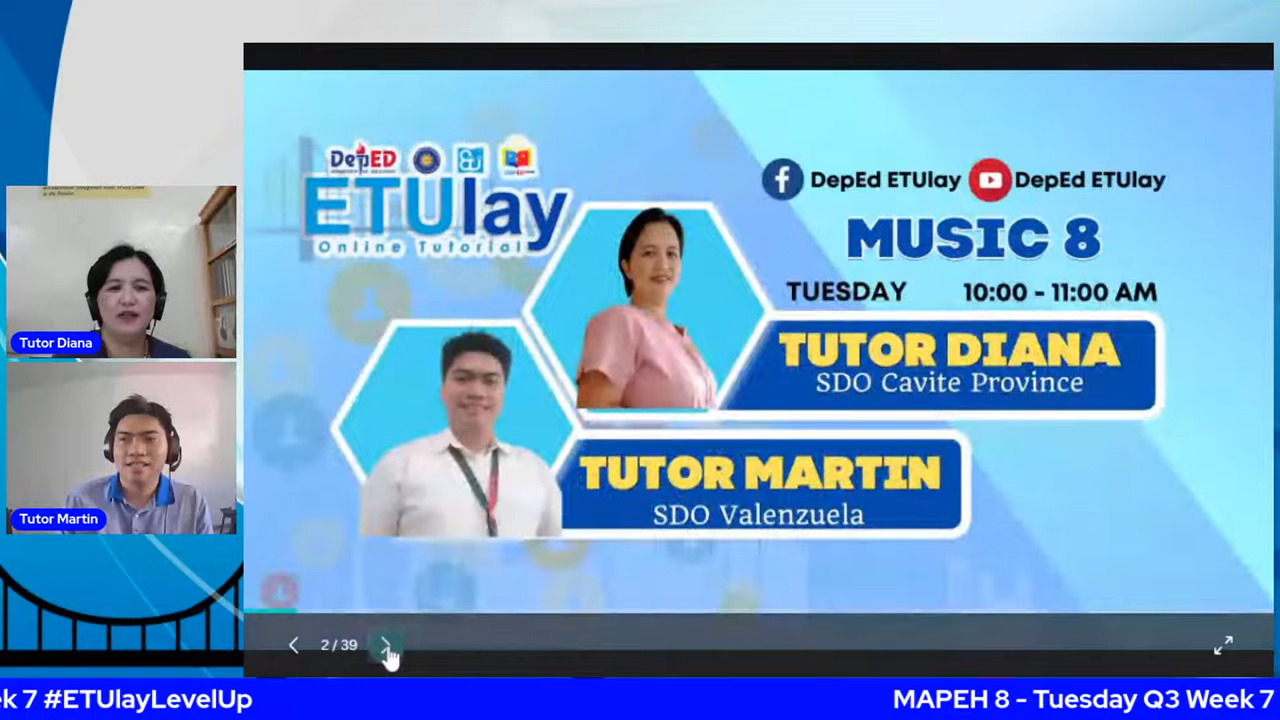 DepED
ETUlay
Online Tutorial
DepEd ETUlay
DepEd ETUlay
MUSIC 8
TUESDAY 10:00 - 11:00 AM
TUTOR DIANA
SDO Cavite Province
TUTOR MARTIN
SDO Valenzuela
Tutor Diana
Tutor Martin
2 / 39
ek 7 #ETUlayLevelUp
MAPEH 8 - Tuesday Q3 Week 7